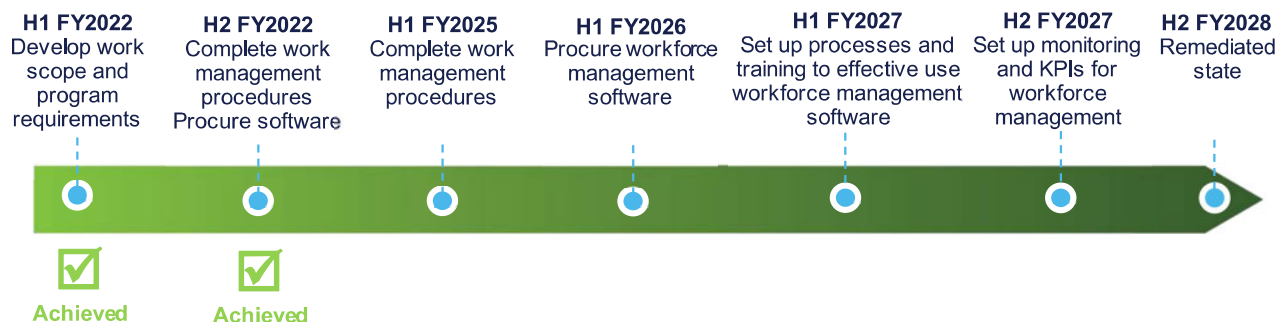 H1 FY2022
Develop work
scope and
program
requirements
H2 FY2022
Complete work
management
procedures
Procure software
H1 FY2025
Complete work
management
procedures
H1 FY2026
Procure workforce
management
software
H1 FY2027
Set up processes and
training to effective use
workforce management
software
H2 FY2027
Set up monitoring
and KPIs for
workforce
management
H2 FY2028
Remediated
state
Achieved
Achieved